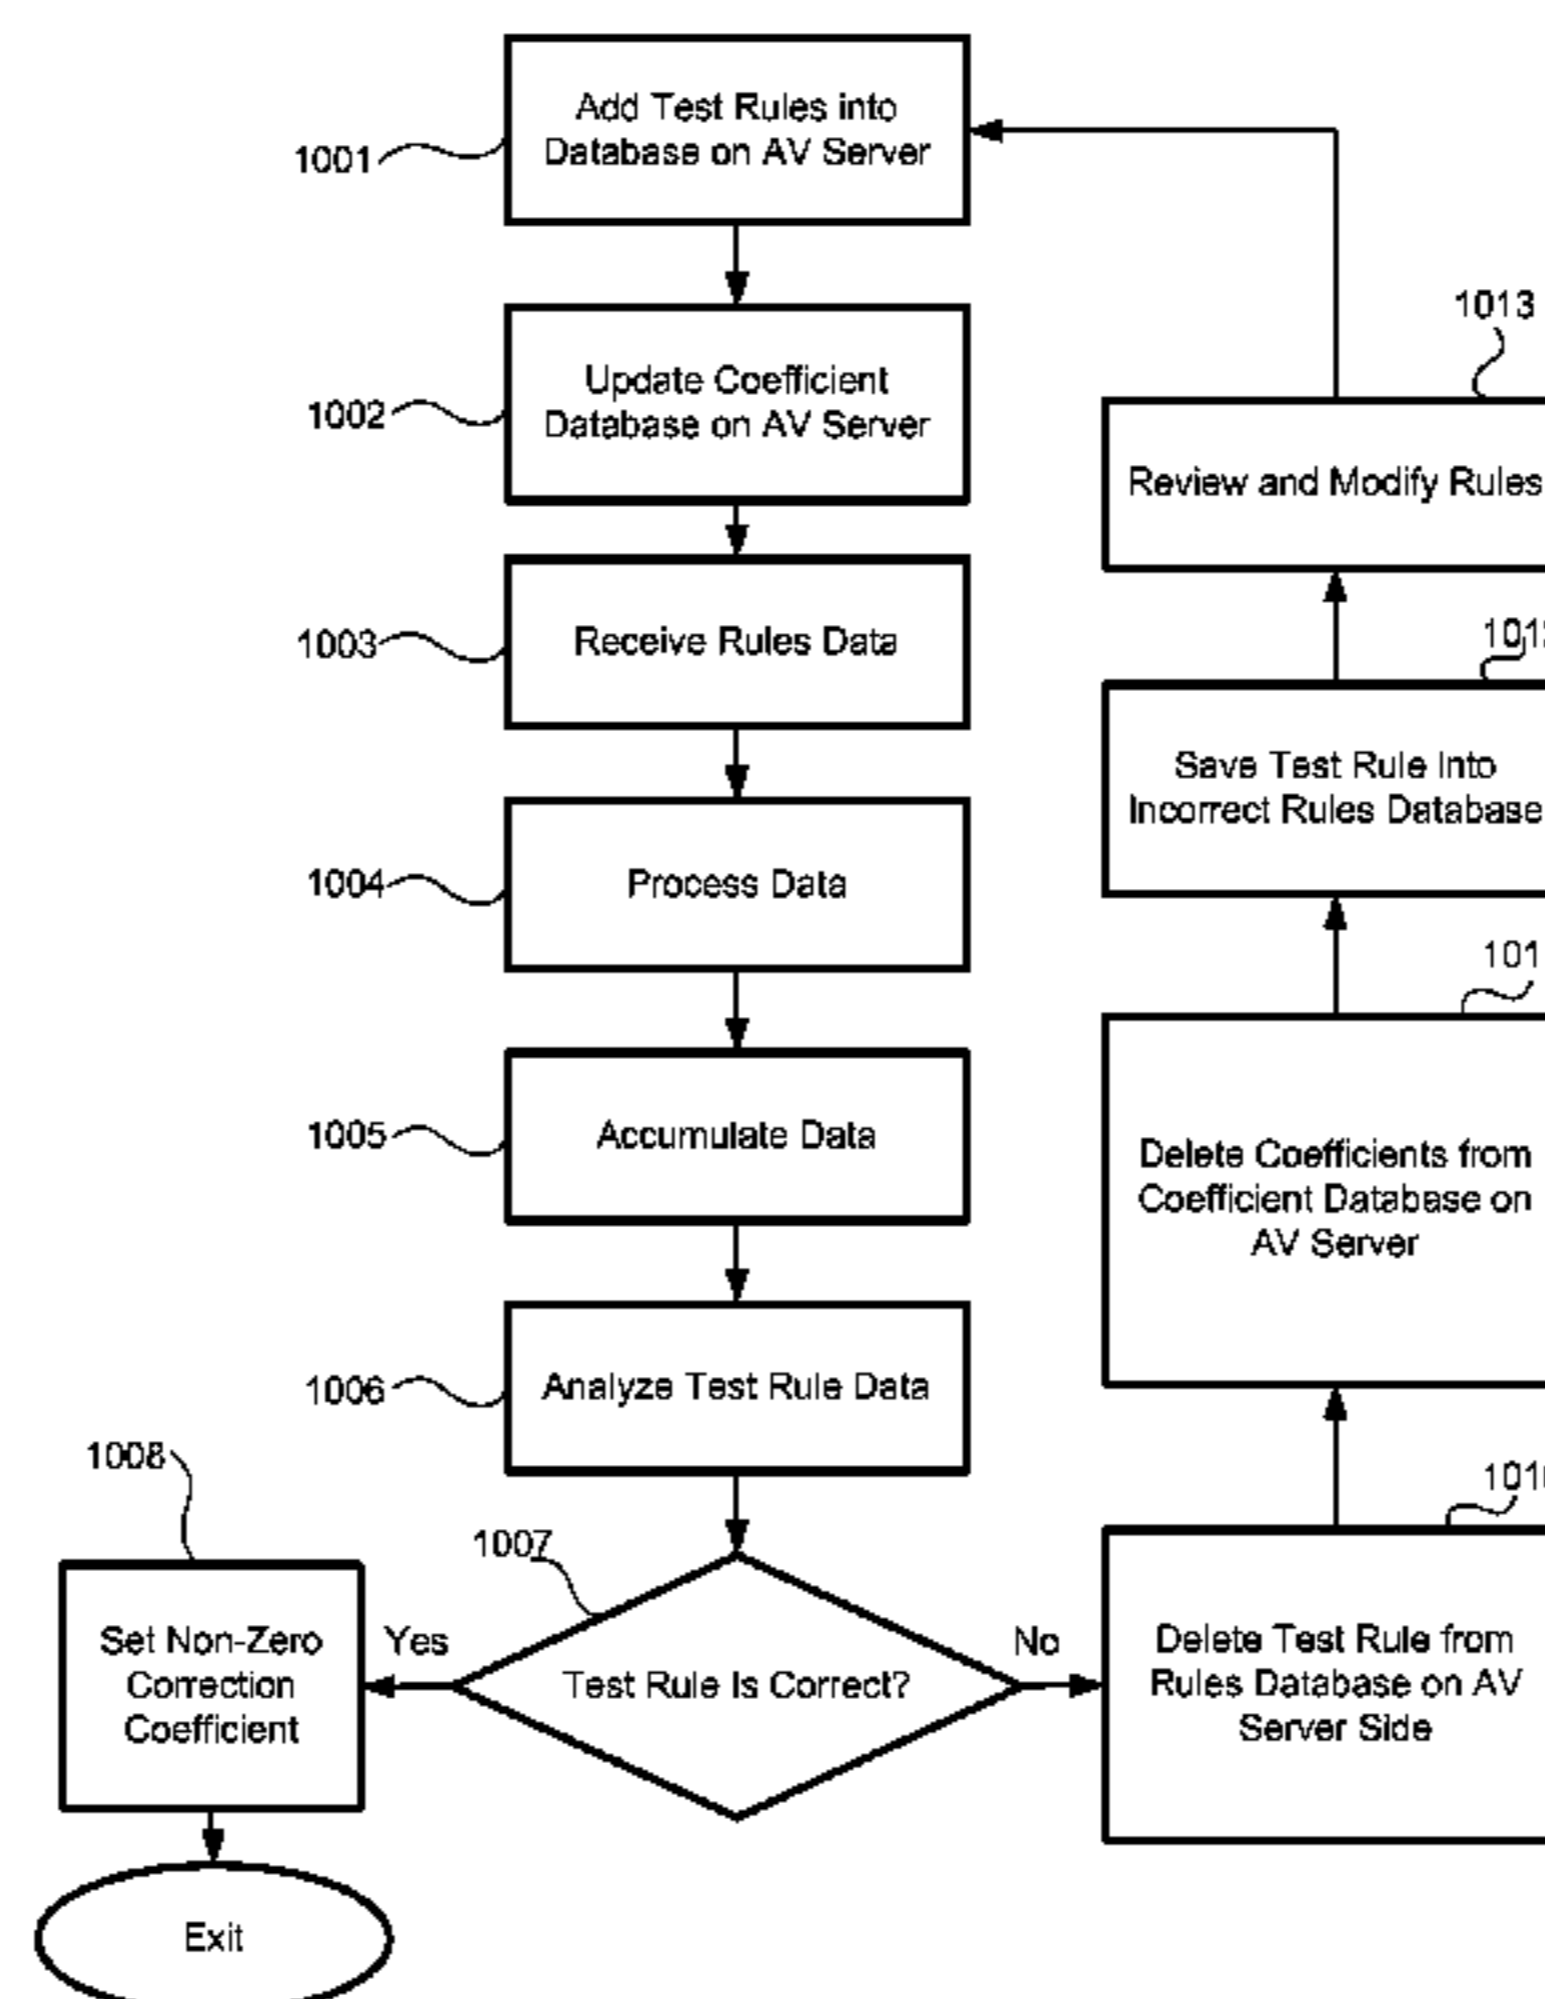 Add Test Rules into
Database on AV Server
1001
Update Coefficient
Database on AV Server
1002
1013
Review and Modify Rules
Receive Rules Data
1003
Save Test Rule Into
Incorrect Rules Database
Process Data
1004
101
Accumulate Data
1005
Delete Coefficients from
Coefficient Database on
AV Server
Analyze Test Rule Data
1006
1008
1007
Set Non-Zero
Correction
Coefficient
Yes
Test Rule Is Correct?
No
Delete Test Rule from
Rules Database on AV
Server Side
Exit